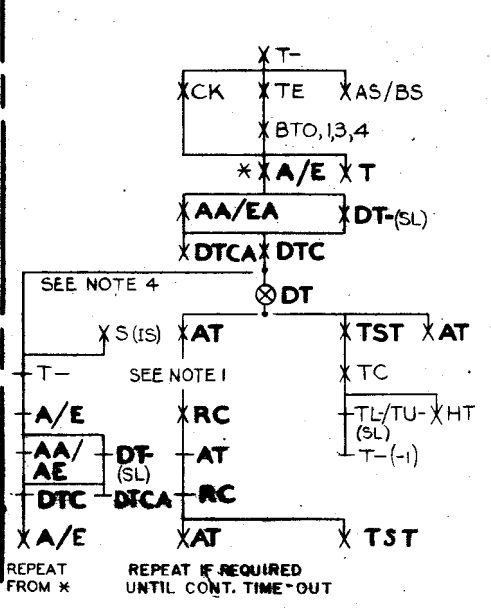 T-
CK TE AS/BS
BTO,1,3,4
* A/E T
AA/EA DT-(SL)
DTCA DTC
SEE NOTE 4
DT
S(IS) AT TST AT
T- SEE NOTE 1 TC
A/E RC TL-/TU- HT
(SL)
AA/ DT- AT T-(-1)
AE (SL)
DTC DTCA RC
A/E AT TST
REPEAT REPEAT IF REQUIRED
FROM * UNTIL CONT. TIME-OUT